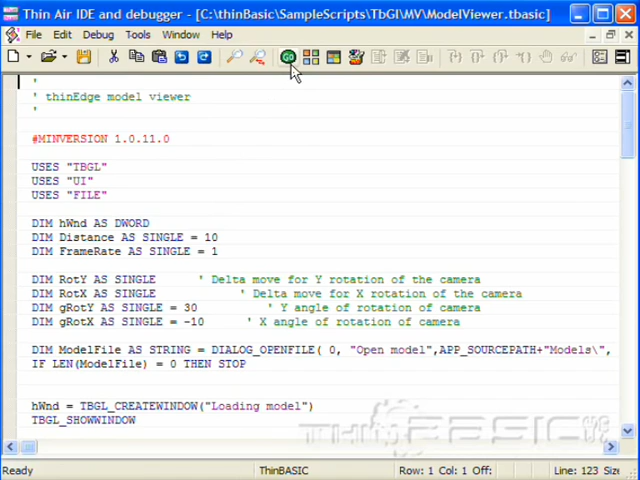 Thin Air IDE and debugger - [C:\thinBasic\SampleScripts\TbGl\MV\ModelViewer.tbasic]
File Edit Debug Tools Window Help
GO
'
' thinEdge model viewer
'
#MINVERSION 1.0.11.0
USES "TBGL"
USES "UI"
USES "FILE"
DIM hWnd AS DWORD
DIM Distance AS SINGLE = 10
DIM FrameRate AS SINGLE = 1
DIM RotY AS SINGLE ' Delta move for Y rotation of the camera
DIM RotX AS SINGLE ' Delta move for X rotation of the camera
DIM gRotY AS SINGLE = 30 ' Y angle of rotation of camera
DIM gRotX AS SINGLE = -10 ' X angle of rotation of camera
DIM ModelFile AS STRING = DIALOG_OPENFILE( 0, "Open model",APP_SOURCEPATH+"Models\",
IF LEN(ModelFile) = 0 THEN STOP
hWnd = TBGL_CREATEWINDOW("Loading model")
TBGL_SHOWWINDOW
THINBASIC
Ready ThinBASIC Row: 1 Col: 1 Off: Line: 123 Size